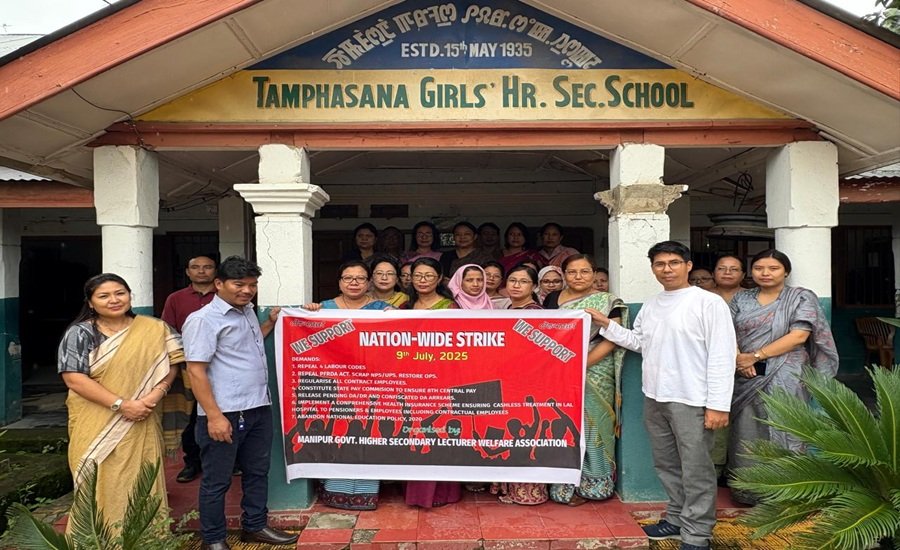 ESTD. 15th MAY 1935
TAMPHASANA GIRLS' HR. SEC. SCHOOL
WE SUPPORT
NATION-WIDE STRIKE
WE SUPPORT
9th July, 2025
DEMANDS:
1. REPEAL 4 LABOUR CODES
2. REPEAL PFRDA ACT. SCRAP NPS/UPS. RESTORE OPS.
3. REGULARISE ALL CONTRACT EMPLOYEES.
4. CONSTITUTE STATE PAY COMMISSION TO ENSURE 8TH CENTRAL PAY
5. RELEASE PENDING DA/DR AND CONFISCATED DA ARREARS.
6. IMPLEMENT A COMPREHENSIVE HEALTH INSURANCE SCHEME ENSURING CASHLESS TREATMENT IN LAL
HOSPITAL TO PENSIONERS & EMPLOYEES INCLUDING CONTRACTUAL EMPLOYEES
7. ABANDON NATIONAL EDUCATION POLICY, 2020
Organised by:
MANIPUR GOVT. HIGHER SECONDARY LECTURER WELFARE ASSOCIATION